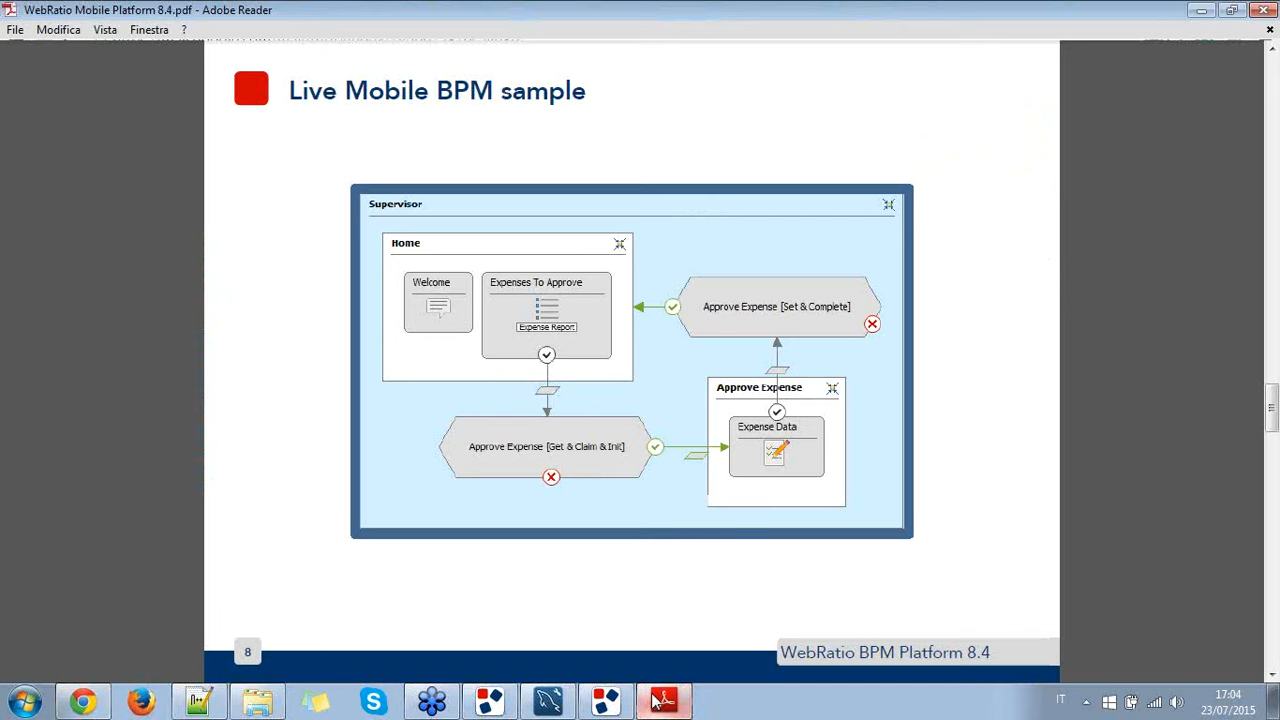 WebRatio Mobile Platform 8.4.pdf - Adobe Reader
File Modifica Vista Finestra ?
Live Mobile BPM sample
Supervisor
Home
Welcome
Expenses To Approve
Expense Report
Approve Expense [Set & Complete]
Approve Expense
Expense Data
Approve Expense [Get & Claim & Init]
8
WebRatio BPM Platform 8.4
IT
17:04
23/07/2015